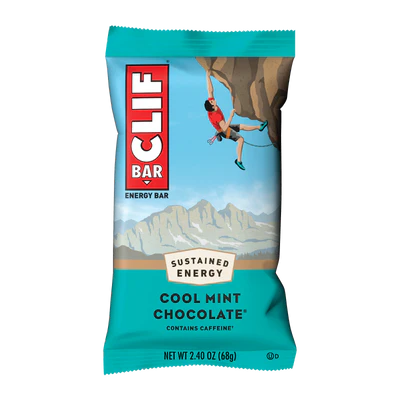 CLIF
BAR
ENERGY BAR
SUSTAINED
ENERGY
COOL MINT
CHOCOLATE®
CONTAINS CAFFEINE†
NET WT 2.40 OZ (68g)
U D